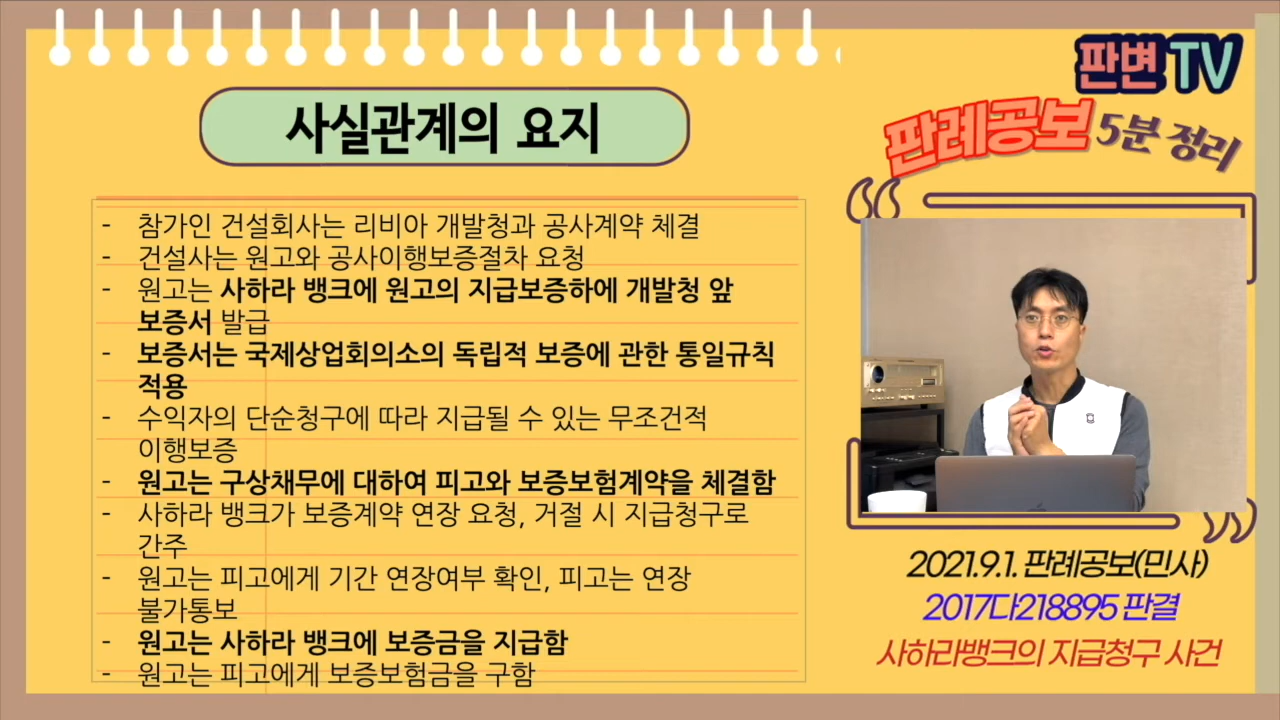 판변TV
판례공보 5분 정리
사실관계의 요지
- 참가인 건설회사는 리비아 개발청과 공사계약 체결
- 건설사는 원고와 공사이행보증절차 요청
- 원고는 사하라 뱅크에 원고의 지급보증하에 개발청 앞
보증서 발급
- 보증서는 국제상업회의소의 독립적 보증에 관한 통일규칙
적용
- 수익자의 단순청구에 따라 지급될 수 있는 무조건적
이행보증
- 원고는 구상채무에 대하여 피고와 보증보험계약을 체결함
- 사하라 뱅크가 보증계약 연장 요청, 거절 시 지급청구로
간주
- 원고는 피고에게 기간 연장여부 확인, 피고는 연장
불가통보
- 원고는 사하라 뱅크에 보증금을 지급함
- 원고는 피고에게 보증보험금을 구함
2021.9.1. 판례공보(민사)
2017다218895 판결
사하라뱅크의 지급청구 사건